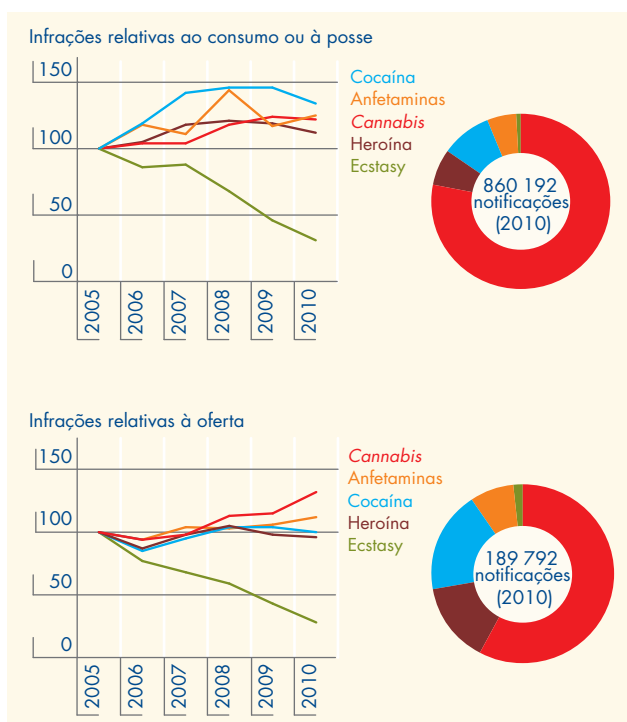 Infrações relativas ao consumo ou à posse
150
100
50
0
2005
2006
2007
2008
2009
2010
Cocaína
Anfetaminas
Cannabis
Heroína
Ecstasy
860 192
notificações
(2010)
Infrações relativas à oferta
150
100
50
0
2005
2006
2007
2008
2009
2010
Cannabis
Anfetaminas
Cocaína
Heroína
Ecstasy
189 792
notificações
(2010)